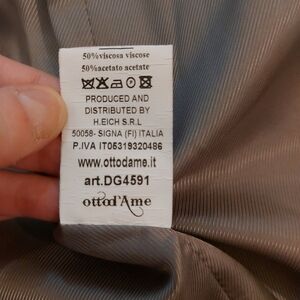 50%viscosa viscose
50%acetato acetate
PRODUCED AND
DISTRIBUTED BY
H.EICH S.R.L
50058- SIGNA (FI) ITALIA
P.IVA IT05319320486
www.ottodame.it
art.DG4591
ottod'Ame